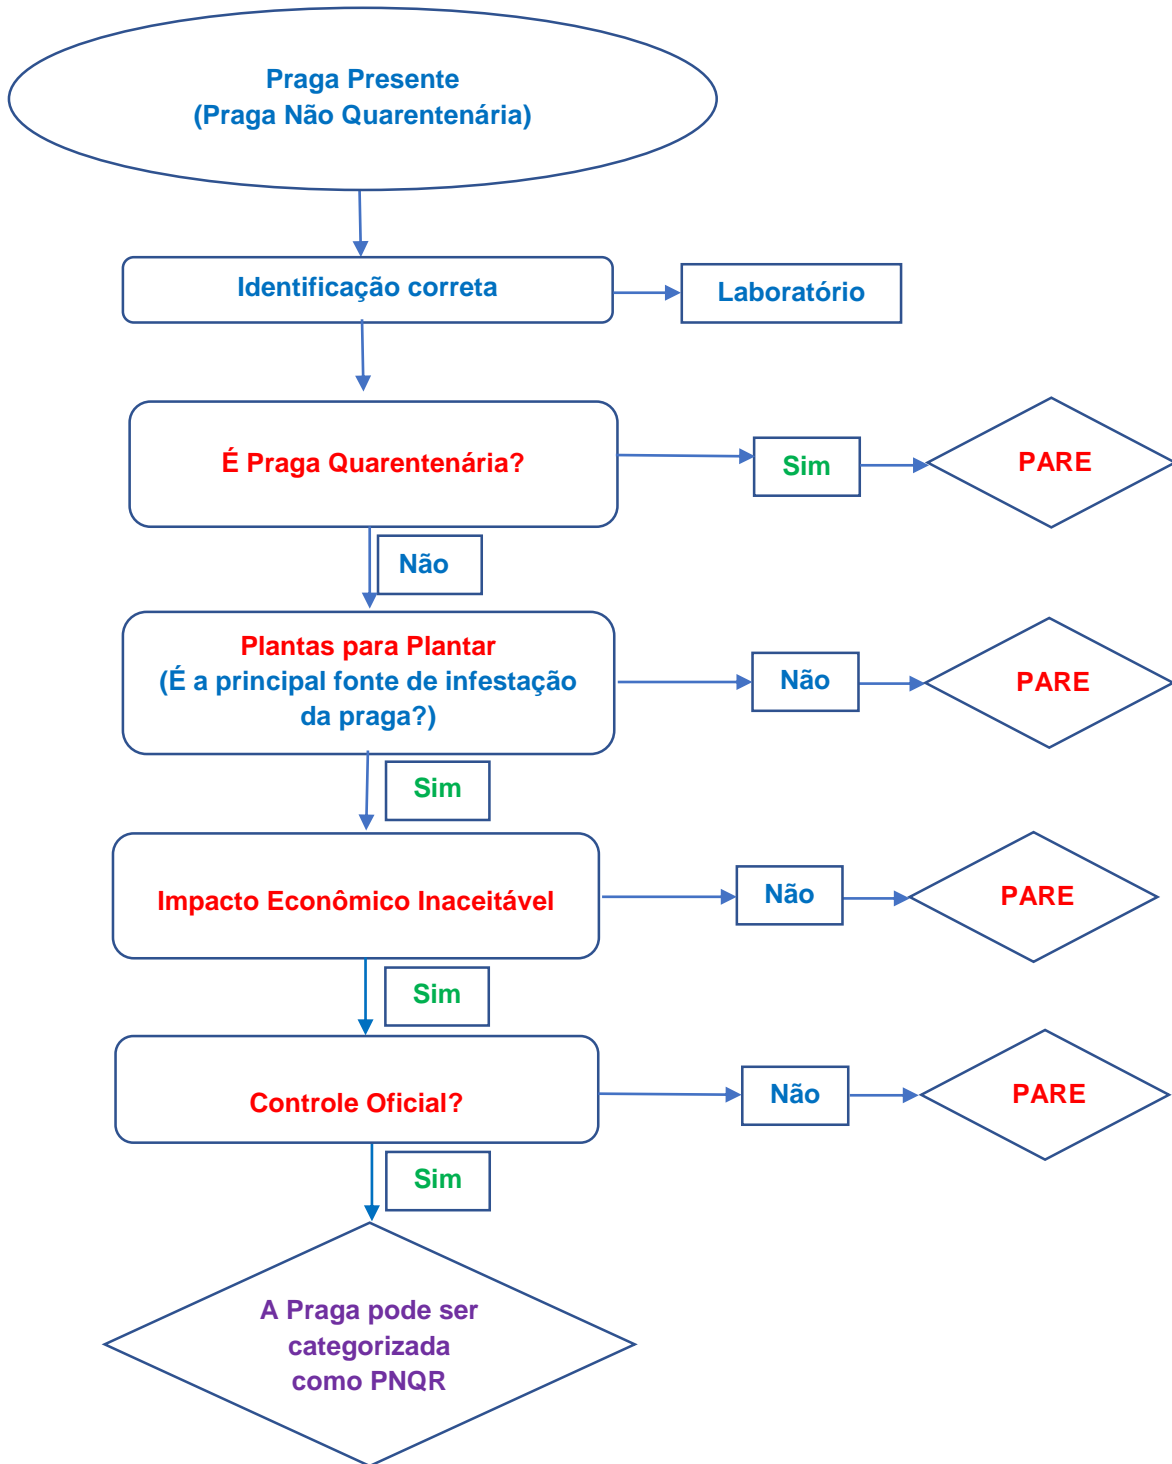 Praga Presente
(Praga Não Quarentenária)
Identificação correta
Laboratório
É Praga Quarentenária?
Sim
PARE
Não
Plantas para Plantar
(É a principal fonte de infestação
da praga?)
Não
PARE
Sim
Impacto Econômico Inaceitável
Não
PARE
Sim
Controle Oficial?
Não
PARE
Sim
A Praga pode ser
categorizada
como PNQR